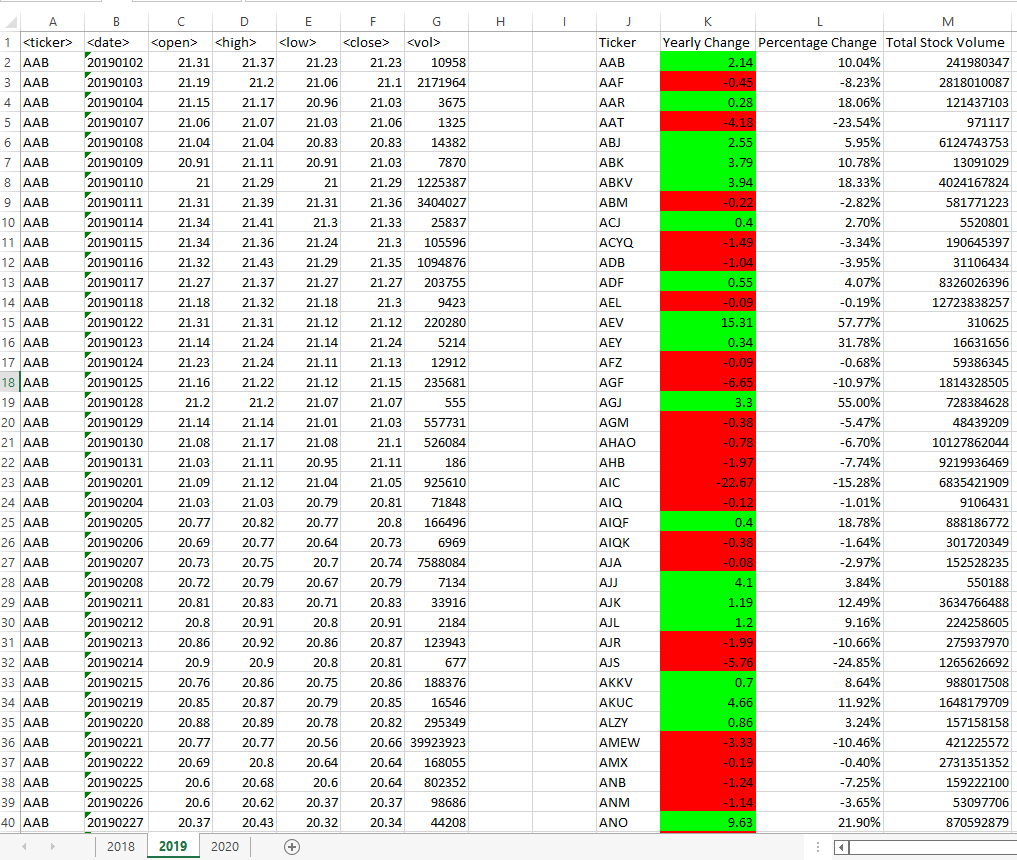 A B C D E F G H I J K L M
1 <ticker> <date> <open> <high> <low> <close> <vol> Ticker Yearly Change Percentage Change Total Stock Volume
2 AAB 20190102 21.31 21.37 21.23 21.23 10958 AAB 2.14 10.04% 241980347
3 AAB 20190103 21.19 21.2 21.06 21.1 2171964 AAF -0.45 -8.23% 2818010087
4 AAB 20190104 21.15 21.17 20.96 21.03 3675 AAR 0.28 18.06% 121437103
5 AAB 20190107 21.06 21.07 21.03 21.06 1325 AAT -4.18 -23.54% 971117
6 AAB 20190108 21.04 21.04 20.83 20.83 14382 ABJ 2.55 5.95% 6124743753
7 AAB 20190109 20.91 21.11 20.91 21.03 7870 ABK 3.79 10.78% 13091029
8 AAB 20190110 21 21.29 21 21.29 1225387 ABKV 3.94 18.33% 4024167824
9 AAB 20190111 21.31 21.39 21.31 21.36 3404027 ABM -0.22 -2.82% 581771223
10 AAB 20190114 21.34 21.41 21.3 21.33 25837 ACJ 0.4 2.70% 5520801
11 AAB 20190115 21.34 21.36 21.24 21.3 105596 ACYQ -1.49 -3.34% 190645397
12 AAB 20190116 21.32 21.43 21.29 21.35 1094876 ADB -1.04 -3.95% 31106434
13 AAB 20190117 21.27 21.37 21.27 21.27 203755 ADF 0.55 4.07% 8326026396
14 AAB 20190118 21.18 21.32 21.18 21.3 9423 AEL -0.09 -0.19% 12723838257
15 AAB 20190122 21.31 21.31 21.12 21.12 220280 AEV 15.31 57.77% 310625
16 AAB 20190123 21.14 21.24 21.14 21.24 5214 AEY 0.34 31.78% 16631656
17 AAB 20190124 21.23 21.24 21.11 21.13 12912 AFZ -0.09 -0.68% 59386345
18 AAB 20190125 21.16 21.22 21.12 21.15 235681 AGF -6.65 -10.97% 1814328505
19 AAB 20190128 21.2 21.2 21.07 21.07 555 AGJ 3.3 55.00% 728384628
20 AAB 20190129 21.14 21.14 21.01 21.03 557731 AGM -0.38 -5.47% 48439209
21 AAB 20190130 21.08 21.17 21.08 21.1 526084 AHAO -0.78 -6.70% 10127862044
22 AAB 20190131 21.03 21.11 20.95 21.11 186 AHB -1.97 -7.74% 9219936469
23 AAB 20190201 21.09 21.12 21.04 21.05 925610 AIC -22.67 -15.28% 6835421909
24 AAB 20190204 21.03 21.03 20.79 20.81 71848 AIQ -0.12 -1.01% 9106431
25 AAB 20190205 20.77 20.82 20.77 20.8 166496 AIQF 0.4 18.78% 888186772
26 AAB 20190206 20.69 20.77 20.64 20.73 6969 AIQK -0.38 -1.64% 301720349
27 AAB 20190207 20.73 20.75 20.7 20.74 7588084 AJA -0.08 -2.97% 152528235
28 AAB 20190208 20.72 20.79 20.67 20.79 7134 AJJ 4.1 3.84% 550188
29 AAB 20190211 20.81 20.83 20.71 20.83 33916 AJK 1.19 12.49% 3634766488
30 AAB 20190212 20.8 20.91 20.8 20.91 2184 AJL 1.2 9.16% 224258605
31 AAB 20190213 20.86 20.92 20.86 20.87 123943 AJR -1.99 -10.66% 275937970
32 AAB 20190214 20.9 20.9 20.8 20.81 677 AJS -5.76 -24.85% 1265626692
33 AAB 20190215 20.76 20.86 20.75 20.86 188376 AKKV 0.7 8.64% 988017508
34 AAB 20190219 20.85 20.87 20.79 20.85 16546 AKUC 4.66 11.92% 1648179709
35 AAB 20190220 20.88 20.89 20.78 20.82 295349 ALZY 0.86 3.24% 157158158
36 AAB 20190221 20.77 20.77 20.56 20.66 39923923 AMEW -3.33 -10.46% 421225572
37 AAB 20190222 20.69 20.8 20.64 20.64 168055 AMX -0.19 -0.40% 2731351352
38 AAB 20190225 20.6 20.68 20.6 20.64 802352 ANB -1.24 -7.25% 159222100
39 AAB 20190226 20.6 20.62 20.37 20.37 98686 ANM -1.14 -3.65% 53097706
40 AAB 20190227 20.37 20.43 20.32 20.34 44208 ANO 9.63 21.90% 870592879
2018 2019 2020